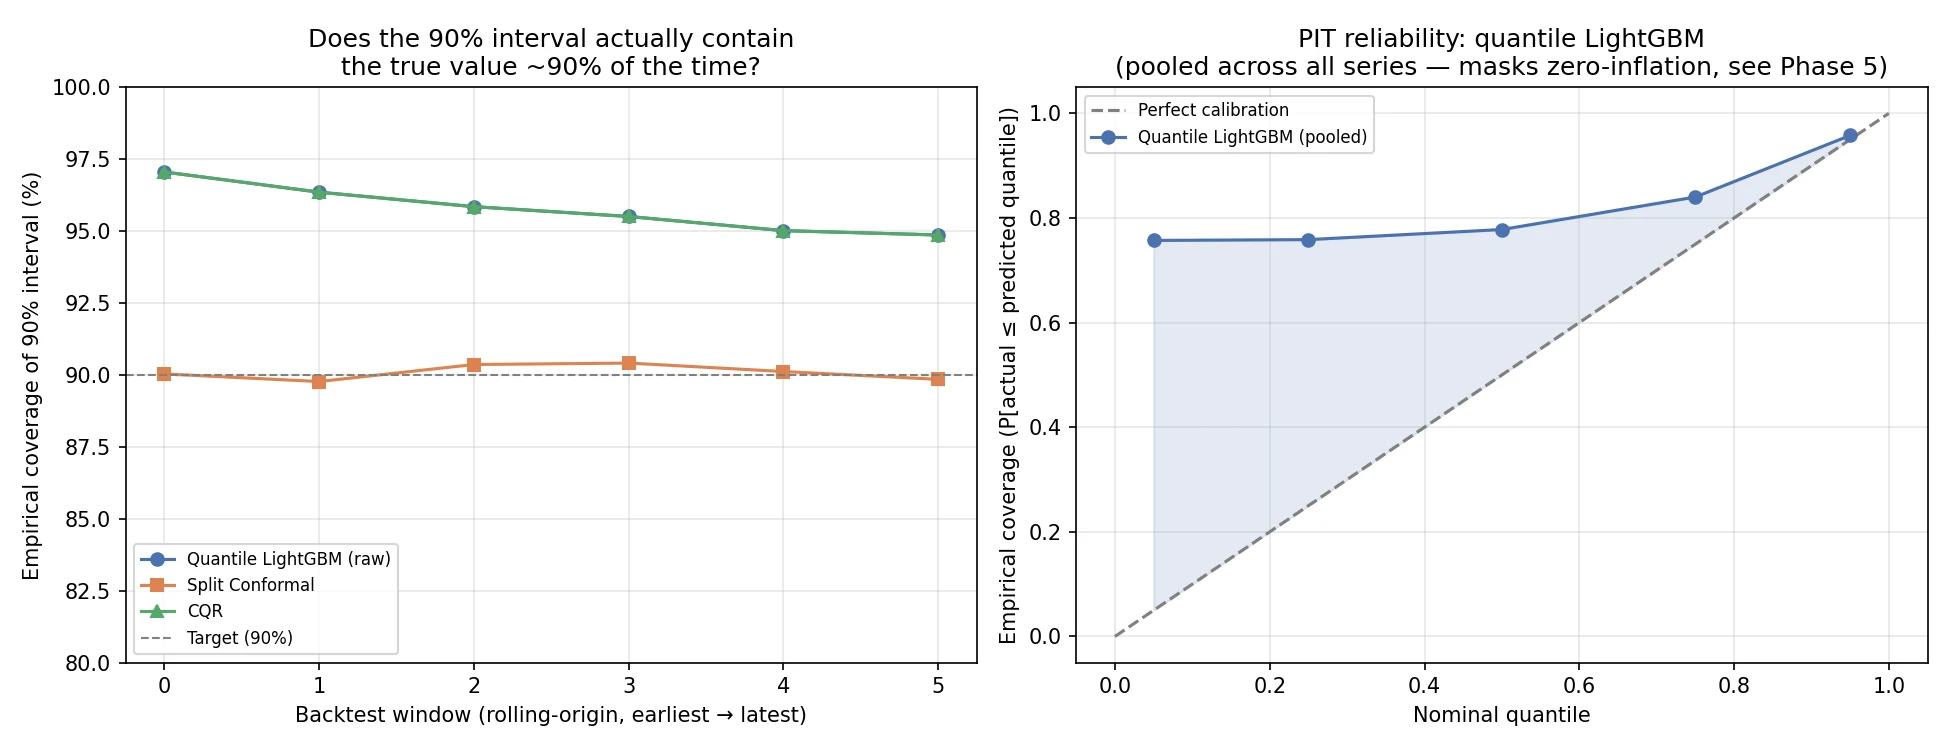 Does the 90% interval actually contain
the true value ~90% of the time?
Empirical coverage of 90% interval (%)
100.0
97.5
95.0
92.5
90.0
87.5
85.0
82.5
80.0
Quantile LightGBM (raw)
Split Conformal
CQR
Target (90%)
0 1 2 3 4 5
Backtest window (rolling-origin, earliest → latest)
PIT reliability: quantile LightGBM
(pooled across all series — masks zero-inflation, see Phase 5)
Empirical coverage (P[actual ≤ predicted quantile])
1.0
0.8
0.6
0.4
0.2
0.0
Perfect calibration
Quantile LightGBM (pooled)
0.0 0.2 0.4 0.6 0.8 1.0
Nominal quantile